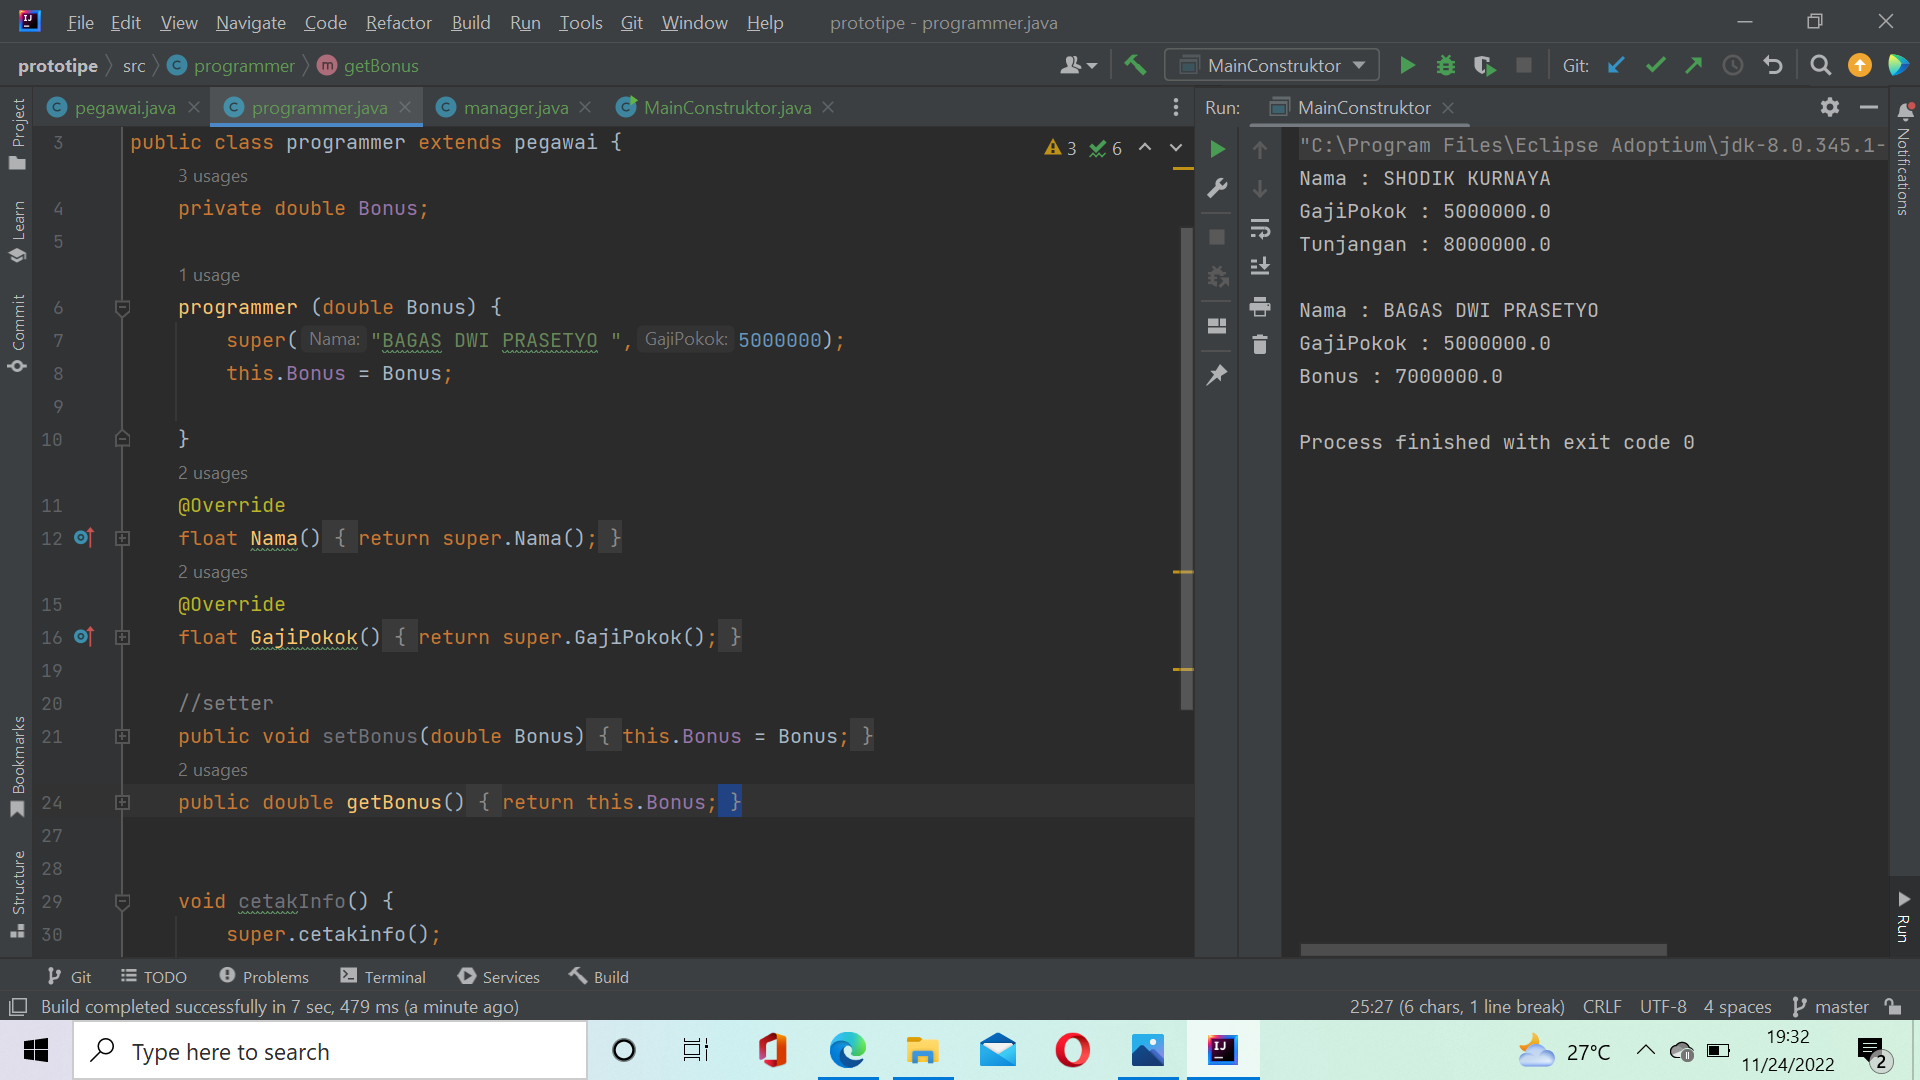 File Edit View Navigate Code Refactor Build Run Tools Git Window Help prototipe - programmer.java
prototipe src programmer getBonus MainConstruktor Git:
pegawai.java programmer.java manager.java MainConstruktor.java
Run: MainConstruktor
Project
Learn
Commit
Bookmarks
Structure
3 public class programmer extends pegawai {
3 6
3 usages
4 private double Bonus;
5
1 usage
6 programmer (double Bonus) {
7 super( Nama: "BAGAS DWI PRASETYO ", GajiPokok: 5000000);
8 this.Bonus = Bonus;
9
10 }
2 usages
11 @Override
12 float Nama() { return super.Nama(); }
2 usages
15 @Override
16 float GajiPokok() { return super.GajiPokok(); }
19
20 //setter
21 public void setBonus(double Bonus) { this.Bonus = Bonus; }
2 usages
24 public double getBonus() { return this.Bonus; }
27
28
29 void cetakInfo() {
30 super.cetakinfo();
"C:\Program Files\Eclipse Adoptium\jdk-8.0.345.1-
Nama : SHODIK KURNAYA
GajiPokok : 5000000.0
Tunjangan : 8000000.0
Nama : BAGAS DWI PRASETYO
GajiPokok : 5000000.0
Bonus : 7000000.0
Process finished with exit code 0
Notifications
Run
Git TODO Problems Terminal Services Build
Build completed successfully in 7 sec, 479 ms (a minute ago) 25:27 (6 chars, 1 line break) CRLF UTF-8 4 spaces master
Type here to search
27°C
19:32
11/24/2022
2